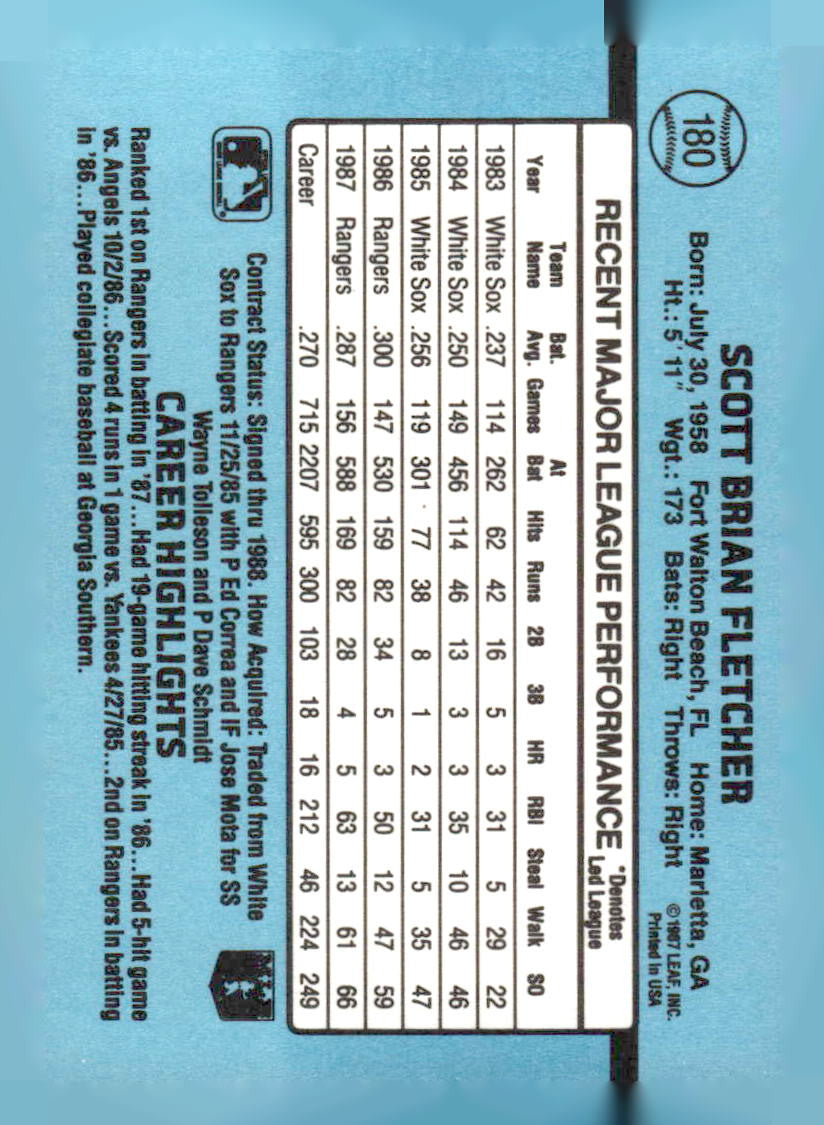 180
SCOTT BRIAN FLETCHER
Born: July 30, 1958 Fort Walton Beach, FL Home: Marietta, GA
Ht.: 5' 11" Wgt.: 173 Bats: Right Throws: Right
©1987 LEAF, INC.
Printed in USA
RECENT MAJOR LEAGUE PERFORMANCE *Denotes Led League
Year Team Name Bat. Avg. Games At Bat Hits Runs 2B 3B HR RBI Steal Walk SO
1983 White Sox .237 114 262 62 42 16 5 3 31 5 29 22
1984 White Sox .250 149 456 114 46 13 3 3 35 10 46 46
1985 White Sox .256 119 301 77 38 8 1 2 31 5 35 47
1986 Rangers .300 147 530 159 82 34 5 3 50 12 47 59
1987 Rangers .287 156 588 169 82 28 4 5 63 13 61 66
Career .270 715 2207 595 300 103 18 16 212 46 224 249
Contract Status: Signed thru 1988. How Acquired: Traded from White
Sox to Rangers 11/25/85 with P Ed Correa and IF Jose Mota for SS
Wayne Tolleson and P Dave Schmidt
CAREER HIGHLIGHTS
Ranked 1st on Rangers in batting in '87...Had 19-game hitting streak in '86...Had 5-hit game
vs. Angels 10/2/86...Scored 4 runs in 1 game vs. Yankees 4/27/85...2nd on Rangers in batting
in '86...Played collegiate baseball at Georgia Southern.